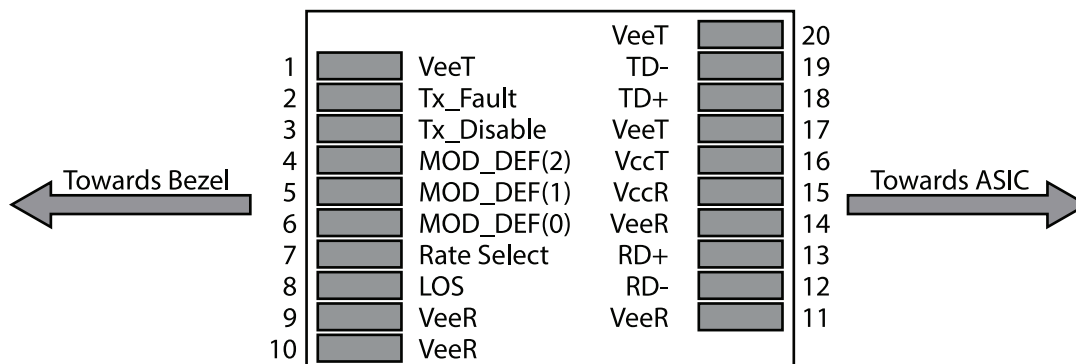 VeeT 20
1 VeeT TD- 19
2 Tx_Fault TD+ 18
3 Tx_Disable VeeT 17
4 MOD_DEF(2) VccT 16
Towards Bezel
5 MOD_DEF(1) VccR 15
Towards ASIC
6 MOD_DEF(0) VeeR 14
7 Rate Select RD+ 13
8 LOS RD- 12
9 VeeR VeeR 11
10 VeeR